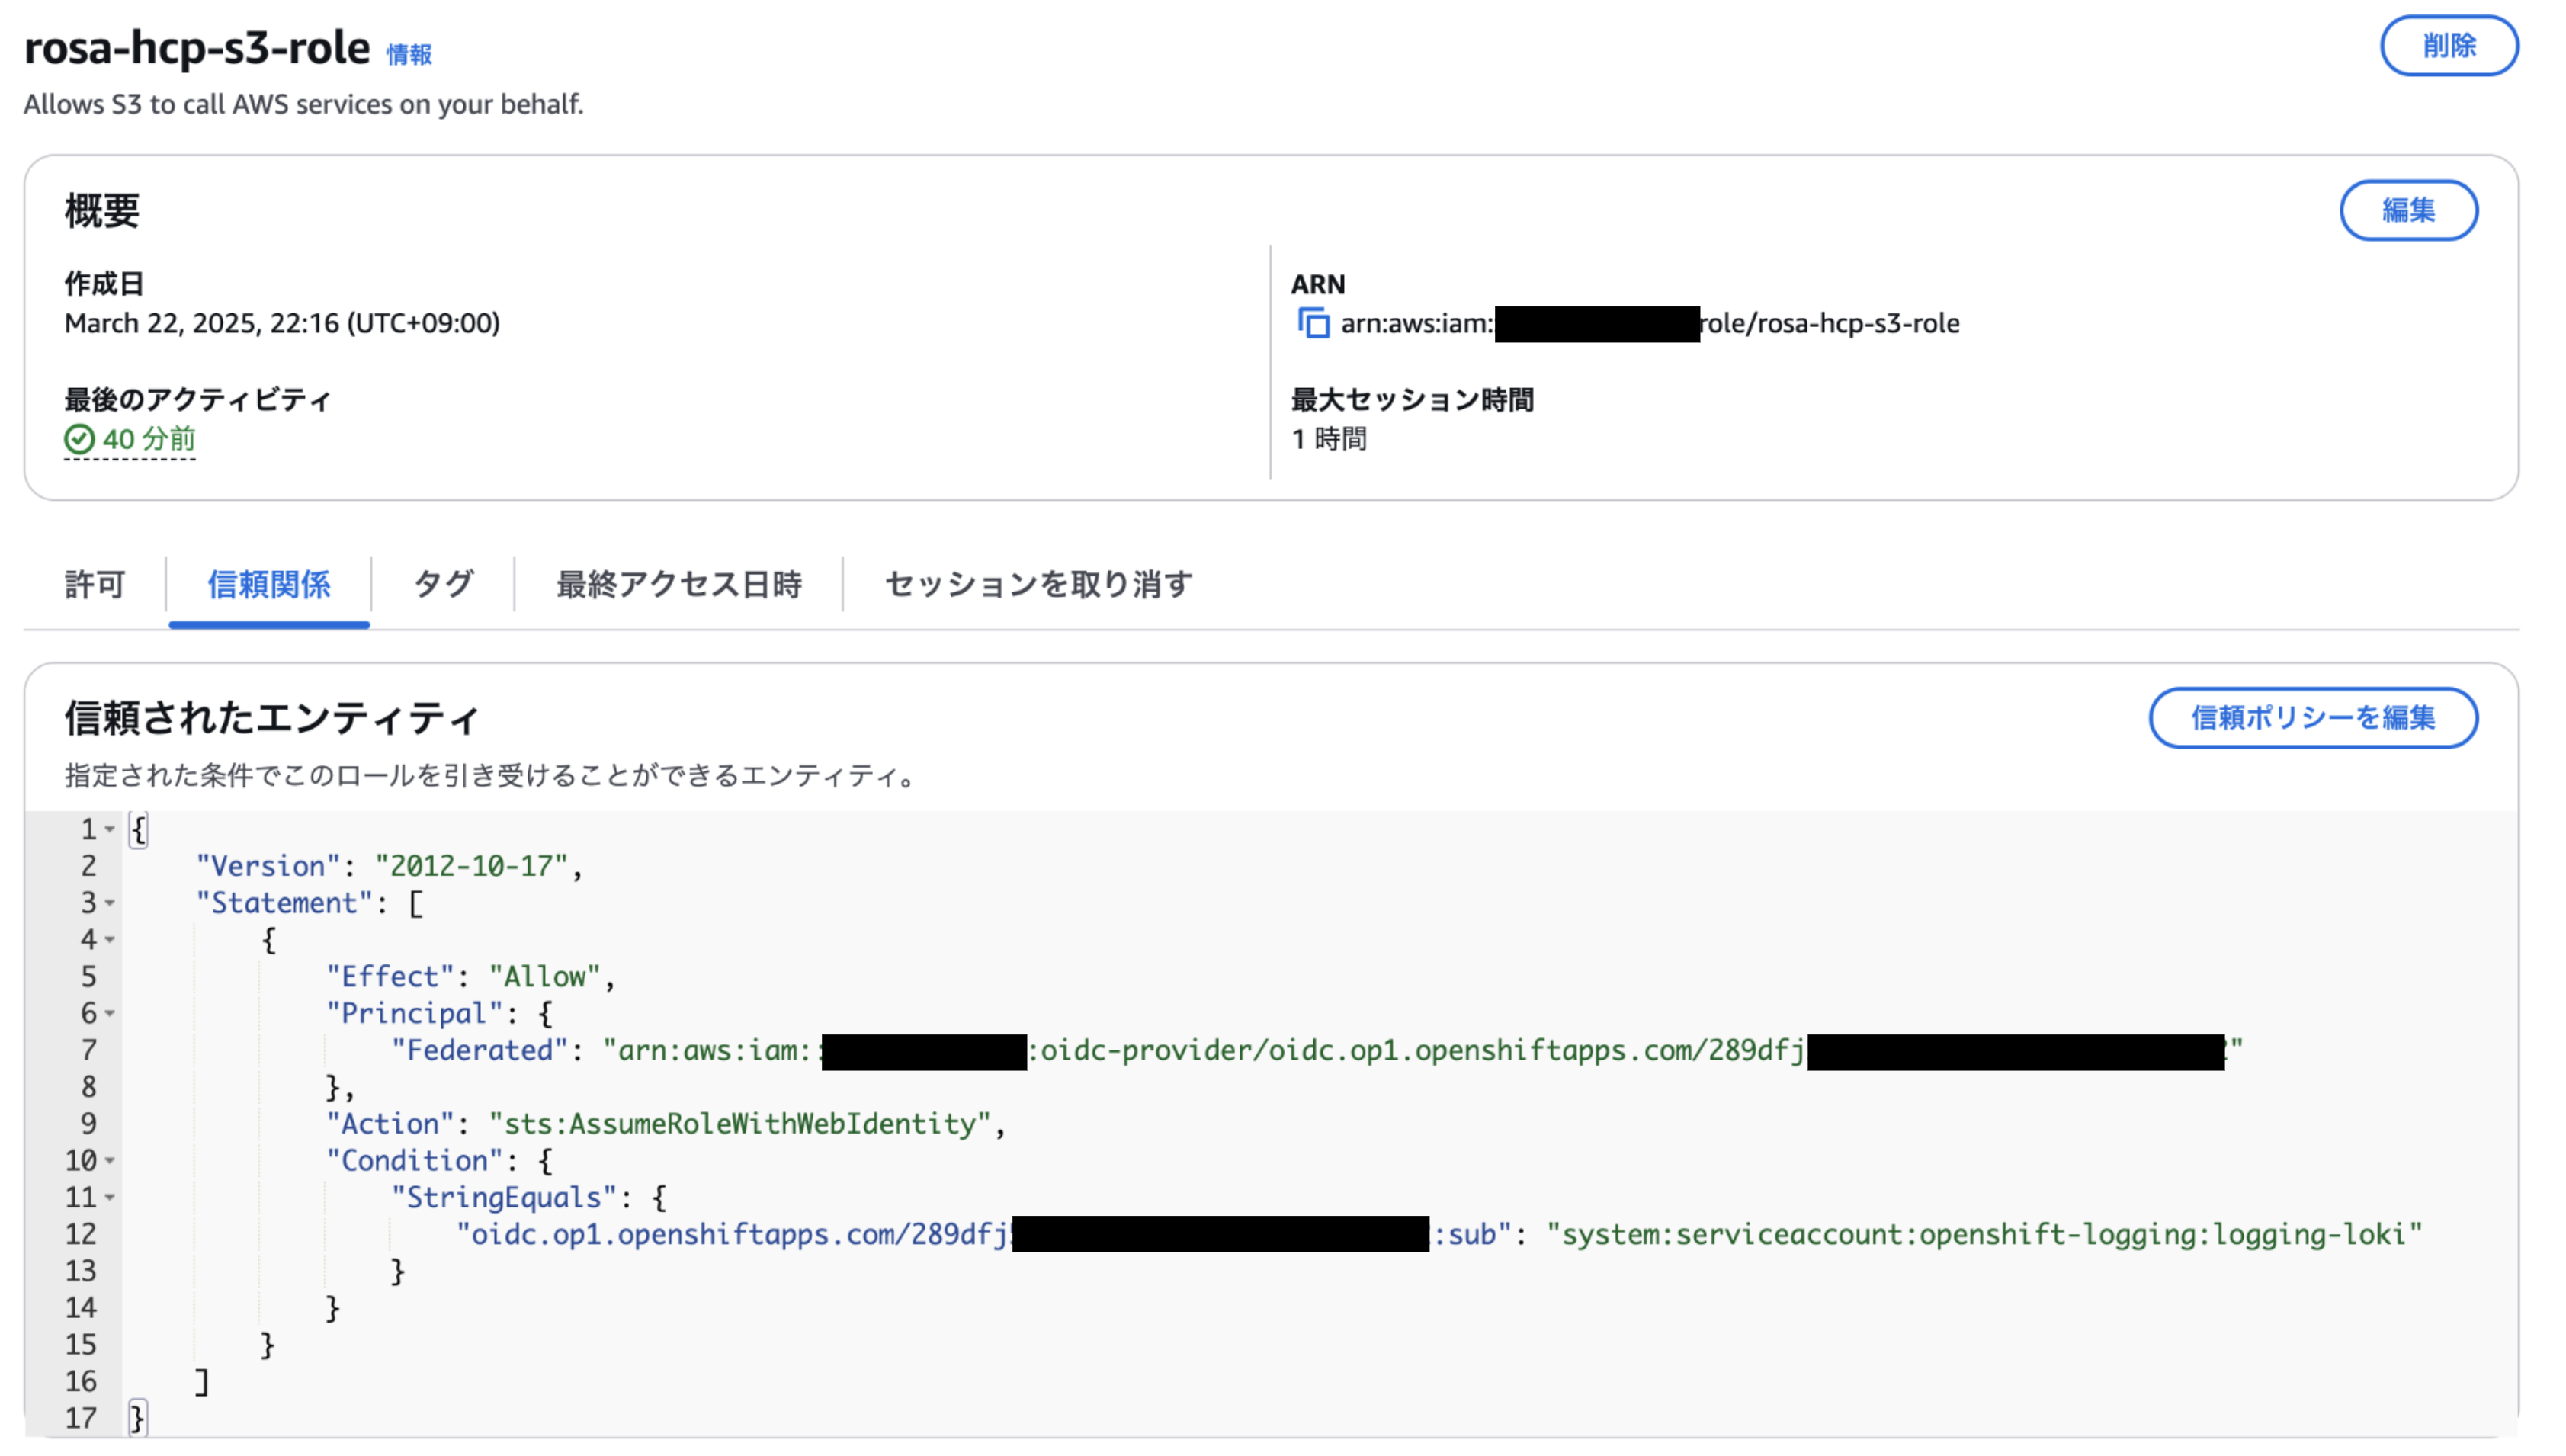 rosa-hcp-s3-role 情報
削除
Allows S3 to call AWS services on your behalf.
概要
編集
作成日
March 22, 2025, 22:16 (UTC+09:00)
ARN
arn:aws:iam: role/rosa-hcp-s3-role
最後のアクティビティ
40 分前
最大セッション時間
1 時間
許可 信頼関係 タグ 最終アクセス日時 セッションを取り消す
信頼されたエンティティ
信頼ポリシーを編集
指定された条件でこのロールを引き受けることができるエンティティ。
1 {
2 "Version": "2012-10-17",
3 "Statement": [
4 {
5 "Effect": "Allow",
6 "Principal": {
7 "Federated": "arn:aws:iam:: :oidc-provider/oidc.op1.openshiftapps.com/289dfj "
8 },
9 "Action": "sts:AssumeRoleWithWebIdentity",
10 "Condition": {
11 "StringEquals": {
12 "oidc.op1.openshiftapps.com/289dfj :sub": "system:serviceaccount:openshift-logging:logging-loki"
13 }
14 }
15 }
16 ]
17 }